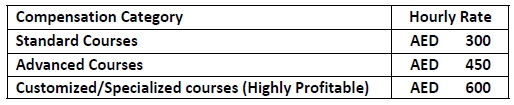 Compensation Category Hourly Rate
Standard Courses AED 300
Advanced Courses AED 450
Customized/Specialized courses (Highly Profitable) AED 600